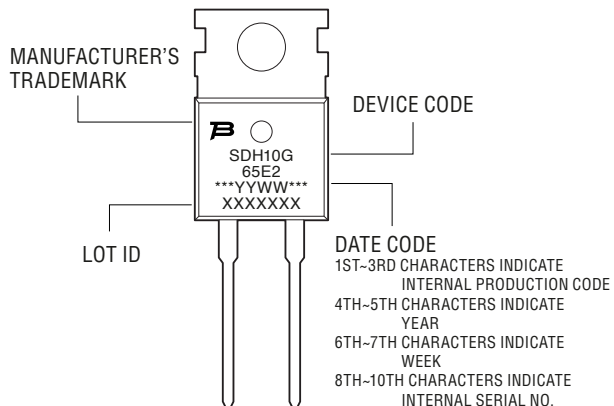 MANUFACTURER'S
TRADEMARK
DEVICE CODE
SDH10G
65E2
***YYWW***
XXXXXXX
LOT ID
DATE CODE
1ST~3RD CHARACTERS INDICATE
INTERNAL PRODUCTION CODE
4TH~5TH CHARACTERS INDICATE
YEAR
6TH~7TH CHARACTERS INDICATE
WEEK
8TH~10TH CHARACTERS INDICATE
INTERNAL SERIAL NO.